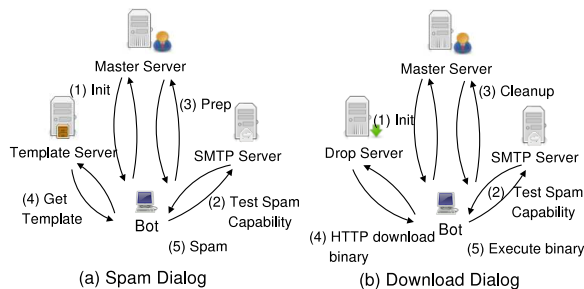 Master Server
(1) Init
(3) Prep
Template Server
SMTP Server
(4) Get
Template
Bot
(2) Test Spam
Capability
(5) Spam
(a) Spam Dialog
Master Server
(1) Init
(3) Cleanup
Drop Server
SMTP Server
(2) Test Spam
Capability
Bot
(4) HTTP download
binary
(5) Execute binary
(b) Download Dialog